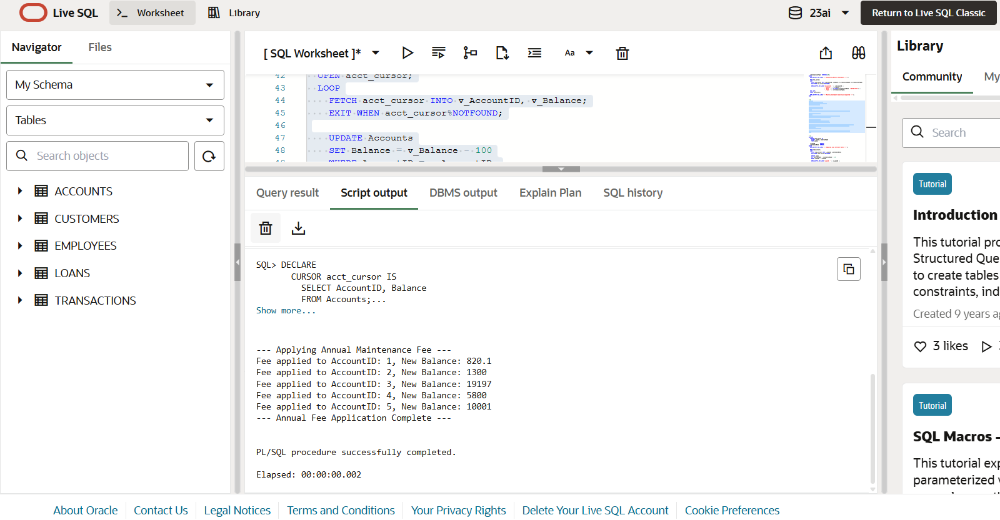 Live SQL
Worksheet
Library
23ai
Return to Live SQL Classic
Navigator
Files
My Schema
Tables
Search objects
ACCOUNTS
CUSTOMERS
EMPLOYEES
LOANS
TRANSACTIONS
[ SQL Worksheet ]*
Aa
42 OPEN acct_cursor;
43 LOOP
44 FETCH acct_cursor INTO v_AccountID, v_Balance;
45 EXIT WHEN acct_cursor%NOTFOUND;
46
47 UPDATE Accounts
48 SET Balance = v_Balance - 100
Query result
Script output
DBMS output
Explain Plan
SQL history
SQL> DECLARE
CURSOR acct_cursor IS
SELECT AccountID, Balance
FROM Accounts;...
Show more...
--- Applying Annual Maintenance Fee ---
Fee applied to AccountID: 1, New Balance: 820.1
Fee applied to AccountID: 2, New Balance: 1300
Fee applied to AccountID: 3, New Balance: 19197
Fee applied to AccountID: 4, New Balance: 5800
Fee applied to AccountID: 5, New Balance: 10001
--- Annual Fee Application Complete ---
PL/SQL procedure successfully completed.
Elapsed: 00:00:00.002
Library
Community
My
Search
Tutorial
Introduction
This tutorial pro
Structured Que
to create tables
constraints, ind
Created 9 years ag
3 likes
Tutorial
SQL Macros -
This tutorial exp
parameterized v
About Oracle
Contact Us
Legal Notices
Terms and Conditions
Your Privacy Rights
Delete Your Live SQL Account
Cookie Preferences